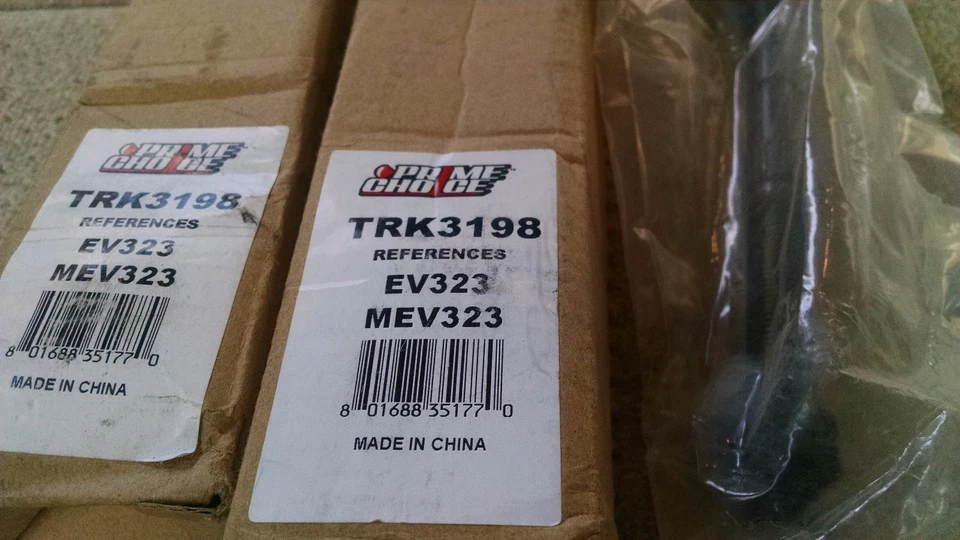 PRIME
CHOICE
TRK3198
REFERENCES
EV323
MEV323
8 01688 35177 0
MADE IN CHINA
PRIME
CHOICE
TRK3198
REFERENCES
EV323
MEV323
8 01688 35177 0
MADE IN CHINA